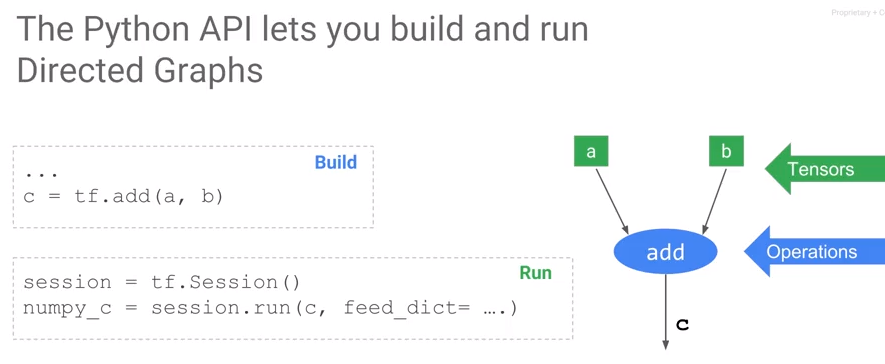 Proprietary + C
The Python API lets you build and run
Directed Graphs
Build
...
c = tf.add(a, b)
Run
session = tf.Session()
numpy_c = session.run(c, feed_dict= ….)
a
b
Tensors
add
Operations
c